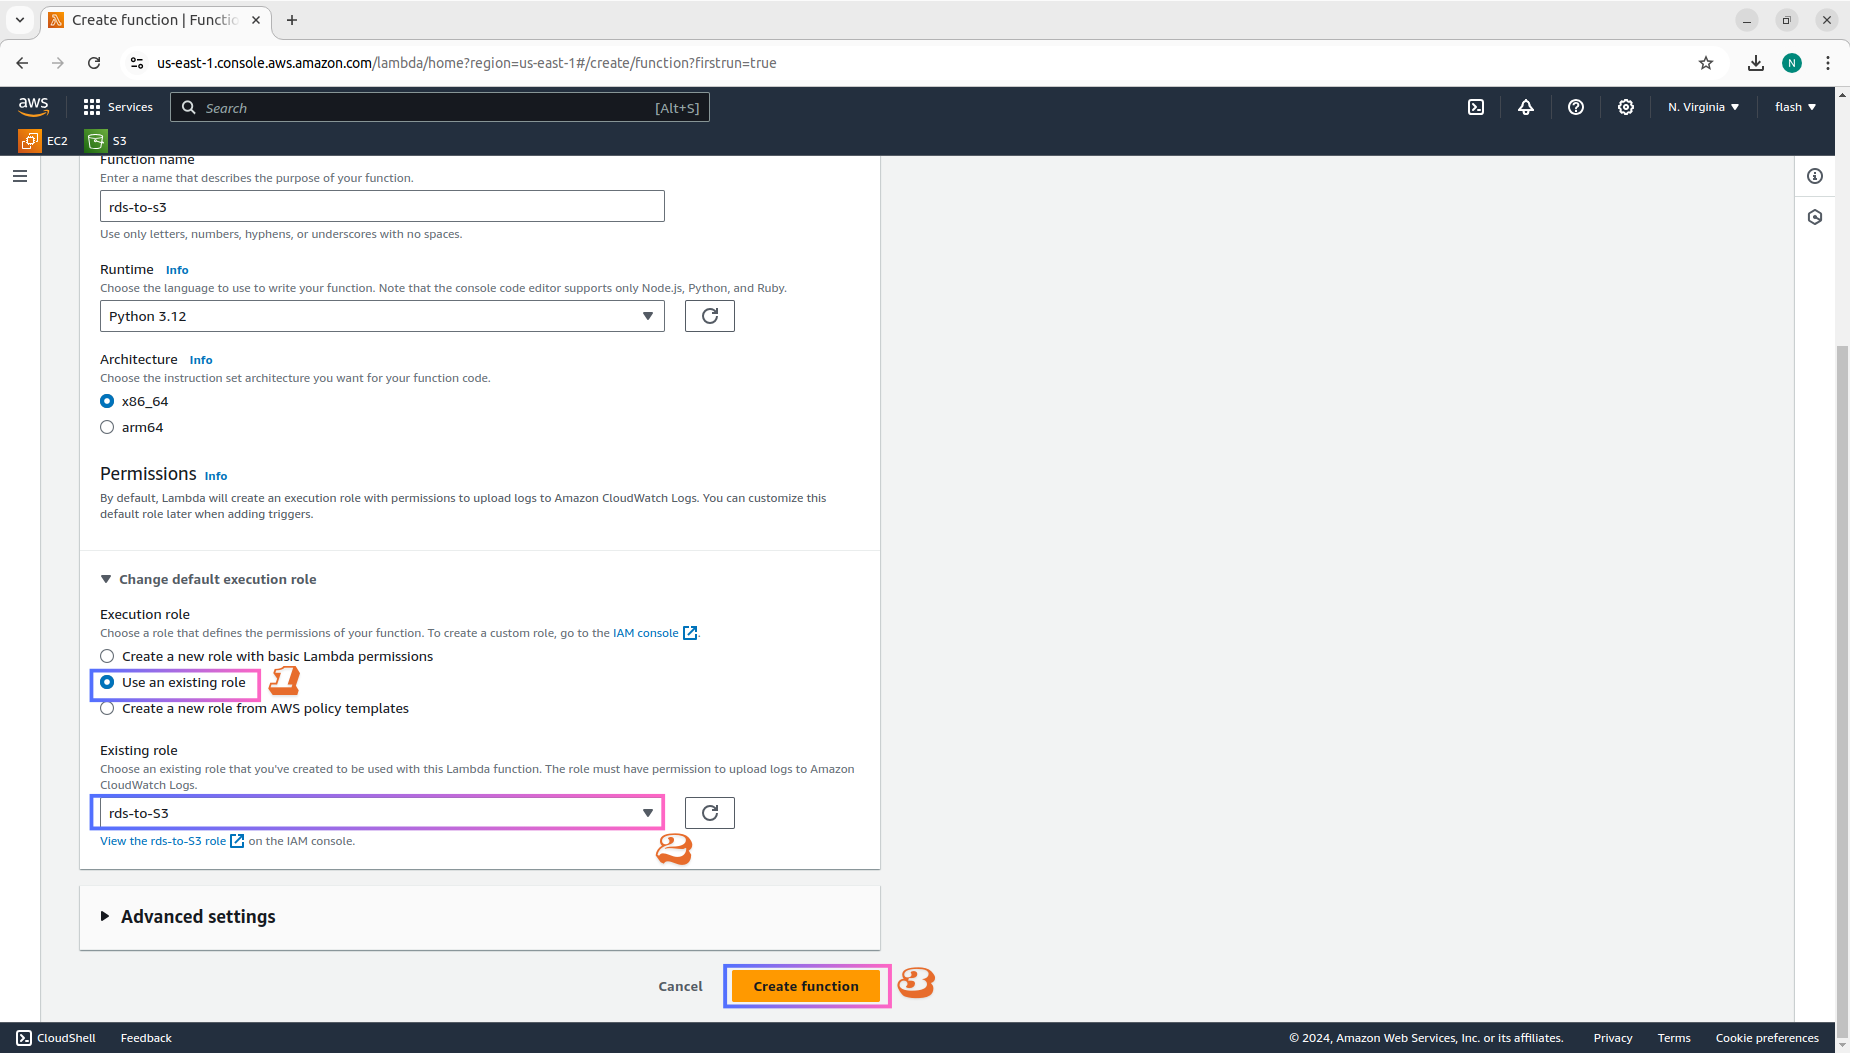 Create function | Functio
us-east-1.console.aws.amazon.com/lambda/home?region=us-east-1#/create/function?firstrun=true
N
aws
Services
Search
[Alt+S]
N. Virginia
flash
EC2
S3
Function name
Enter a name that describes the purpose of your function.
rds-to-s3
Use only letters, numbers, hyphens, or underscores with no spaces.
Runtime Info
Choose the language to use to write your function. Note that the console code editor supports only Node.js, Python, and Ruby.
Python 3.12
Architecture Info
Choose the instruction set architecture you want for your function code.
x86_64
arm64
Permissions Info
By default, Lambda will create an execution role with permissions to upload logs to Amazon CloudWatch Logs. You can customize this
default role later when adding triggers.
Change default execution role
Execution role
Choose a role that defines the permissions of your function. To create a custom role, go to the IAM console .
Create a new role with basic Lambda permissions
Use an existing role 1
Create a new role from AWS policy templates
Existing role
Choose an existing role that you've created to be used with this Lambda function. The role must have permission to upload logs to Amazon
CloudWatch Logs.
rds-to-S3
View the rds-to-S3 role on the IAM console.
2
Advanced settings
Cancel
Create function 3
CloudShell
Feedback
© 2024, Amazon Web Services, Inc. or its affiliates.
Privacy
Terms
Cookie preferences